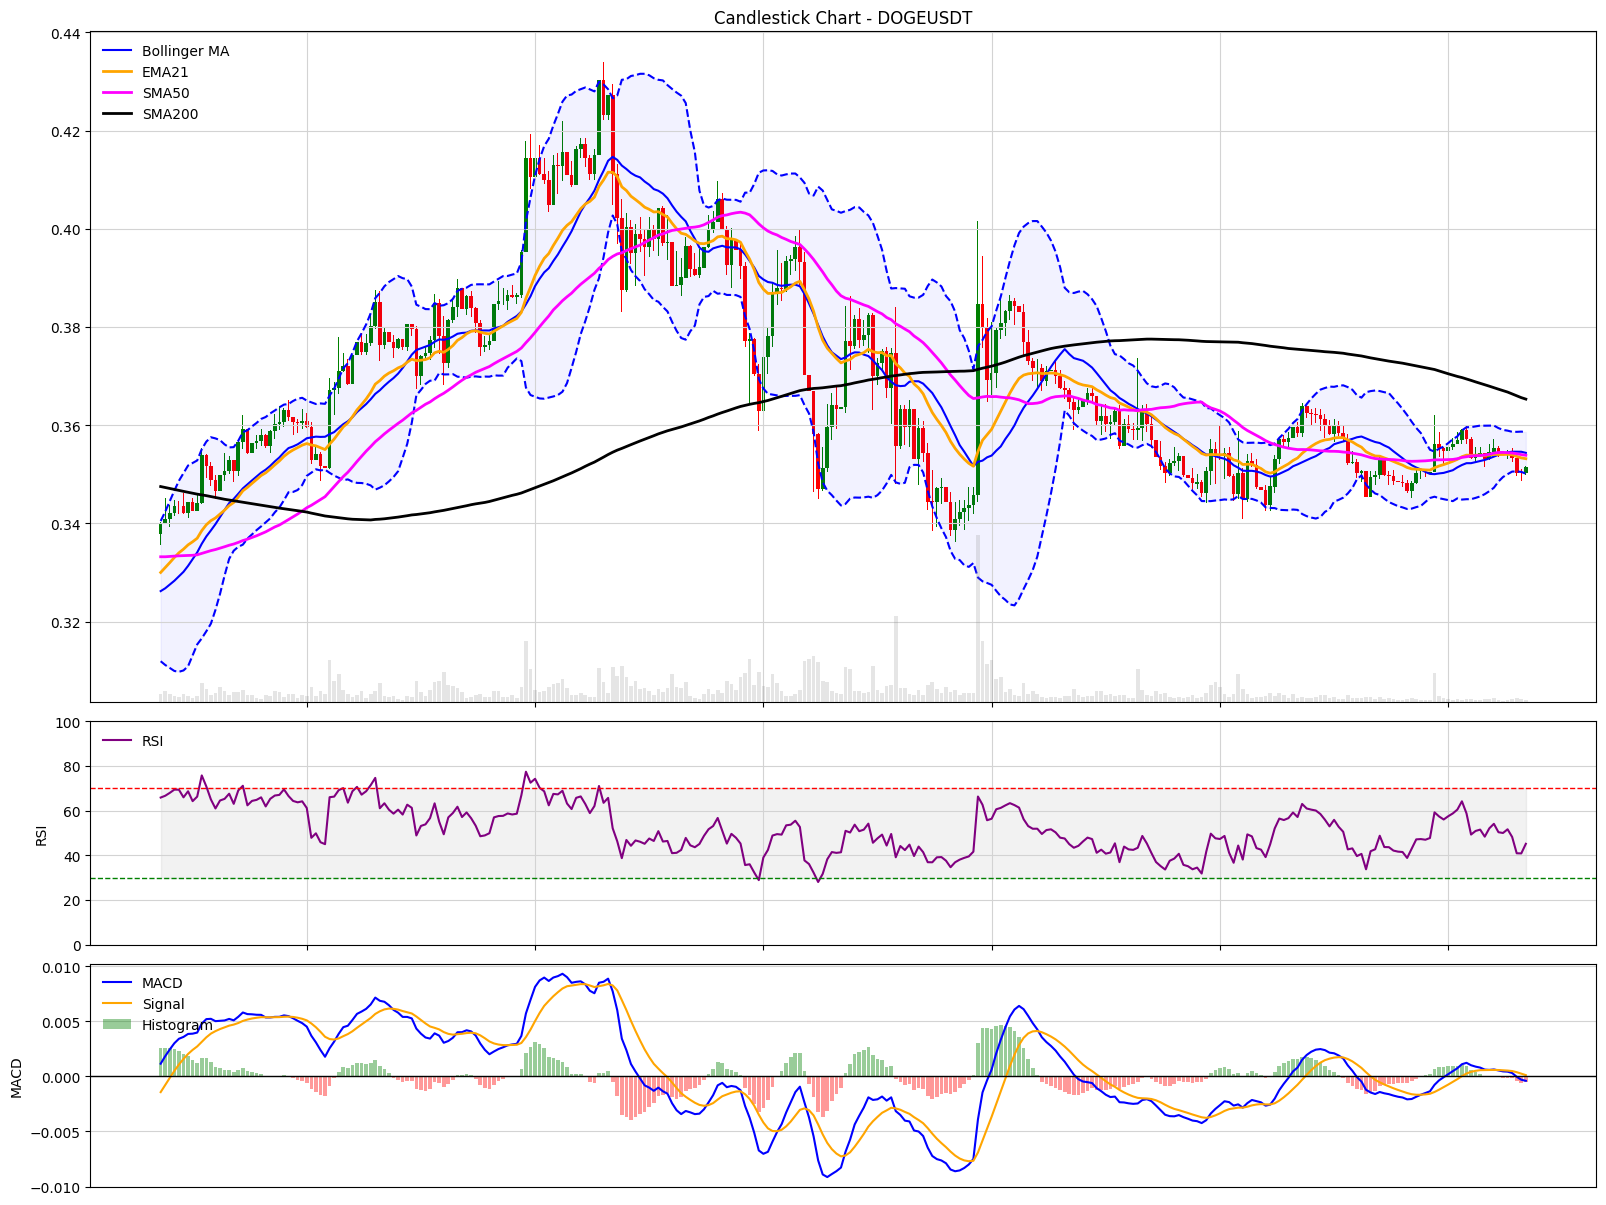 Candlestick Chart - DOGEUSDT
0.44
0.42
0.40
0.38
0.36
0.34
0.32
Bollinger MA
EMA21
SMA50
SMA200
100
80
60
40
20
0
RSI
RSI
0.010
0.005
0.000
−0.005
−0.010
MACD
MACD
Signal
Histogram